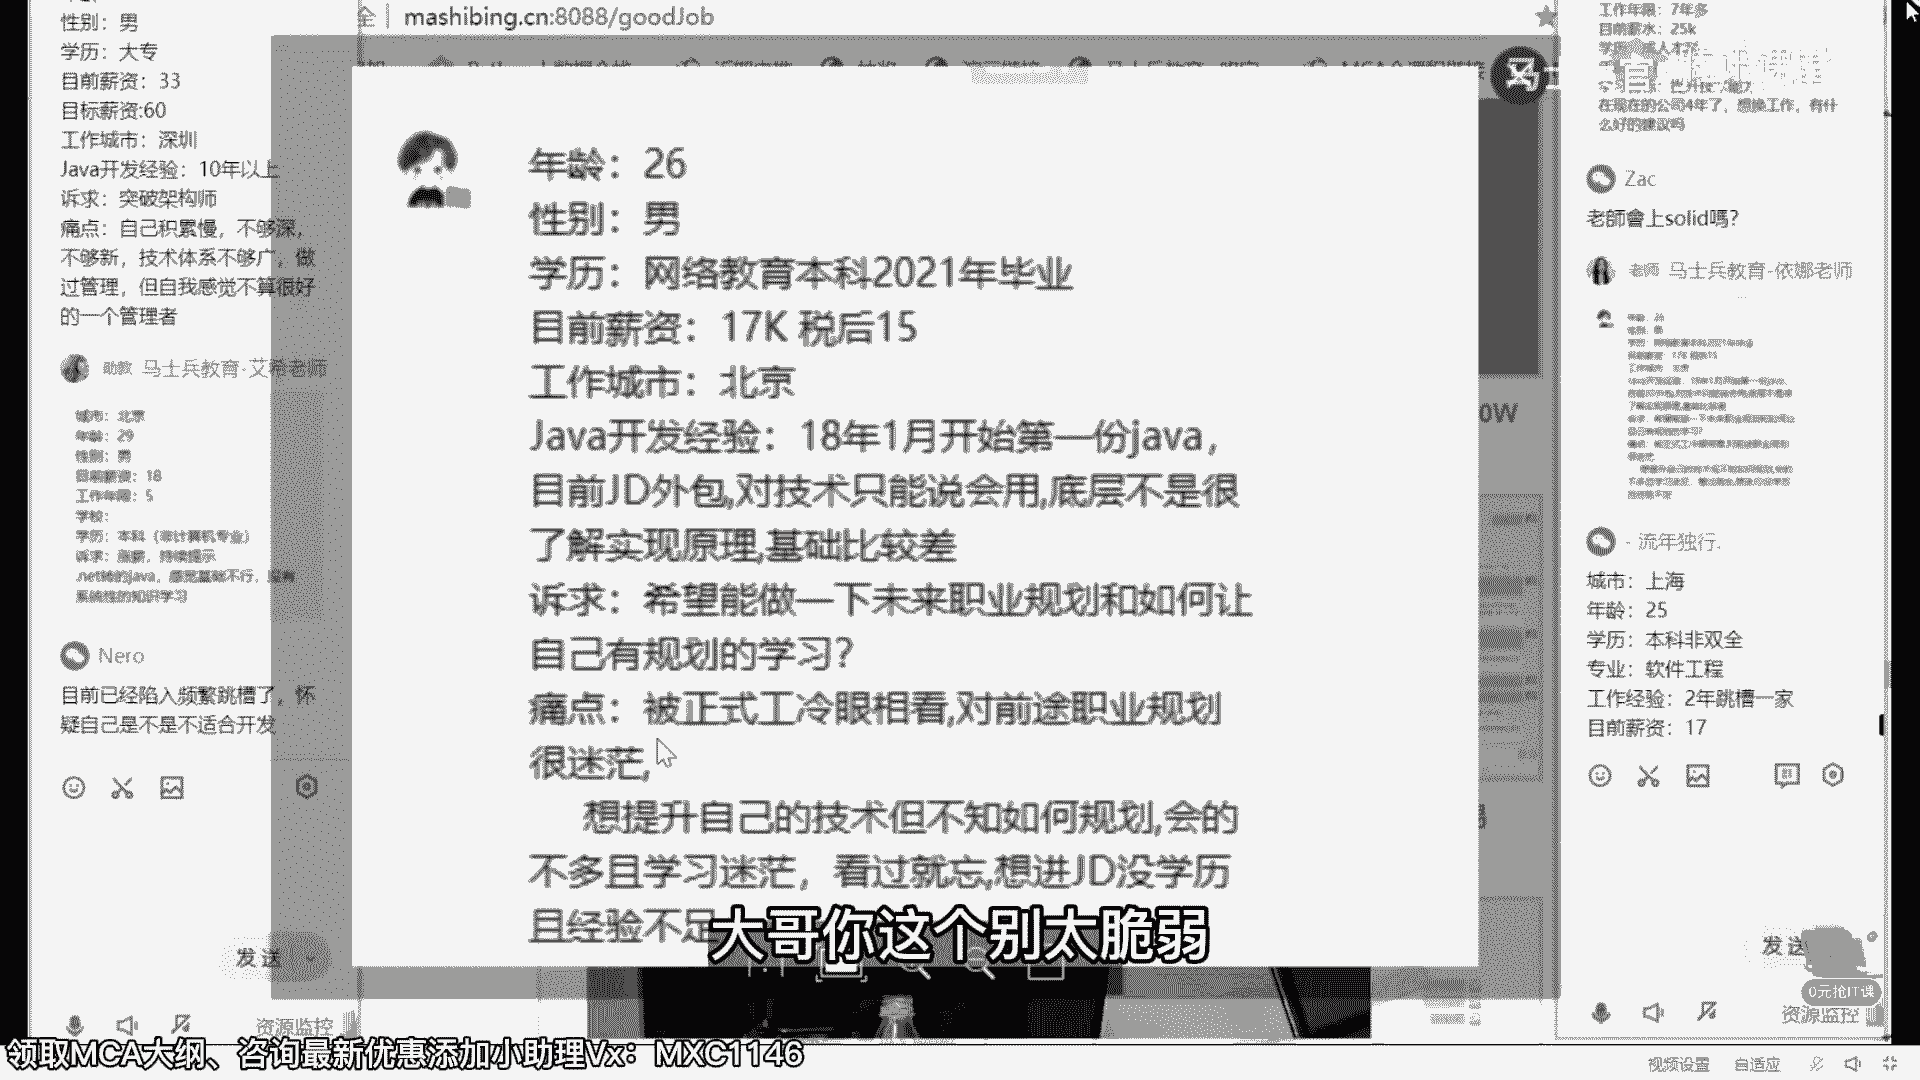 性别：男
学历：大专
目前薪资：33
目标薪资:60
工作城市：深圳
Java开发经验：10年以上
诉求：突破架构师
痛点：自己积累慢，不够深，
不够新，技术体系不够广，做
过管理，但自我感觉不算很好
的一个管理者
助教 马士兵教育-艾希老师
城市：北京
年龄：29
性别：男
目前薪资：18
工作年限：5
学校：
学历：本科（非计算机专业）
诉求：涨薪，持续提示
.net转的java，感觉基础不行，没有
系统性的知识学习
Nero
目前已经陷入频繁跳槽了，怀
疑自己是不是不适合开发
发送
资源监控
全 mashibing.cn:8088/goodJob
年龄：26
性别：男
学历：网络教育本科2021年毕业
目前薪资：17K 税后15
工作城市：北京
Java开发经验：18年1月开始第一份java，
目前JD外包,对技术只能说会用,底层不是很
了解实现原理,基础比较差
诉求：希望能做一下未来职业规划和如何让
自己有规划的学习？
痛点：被正式工冷眼相看,对前途职业规划
很迷茫,
想提升自己的技术但不知如何规划,会的
不多且学习迷茫，看过就忘,想进JD没学历
且经验不足
大哥你这个别太脆弱
0W
工作年限：7年多
目前薪水：25k
在现在的公司4年了，想换工作，有什
么好的建议吗
Zac
老師會上solid嗎？
老师 马士兵教育-依娜老师
- 流年独行.
城市：上海
年龄：25
学历：本科非双全
专业：软件工程
工作经验：2年跳槽一家
目前薪资：17
发送
0元抢IT课
资源监控
领取MCA大纲、咨询最新优惠添加小助理Vx：MXC1146
视频设置 自适应